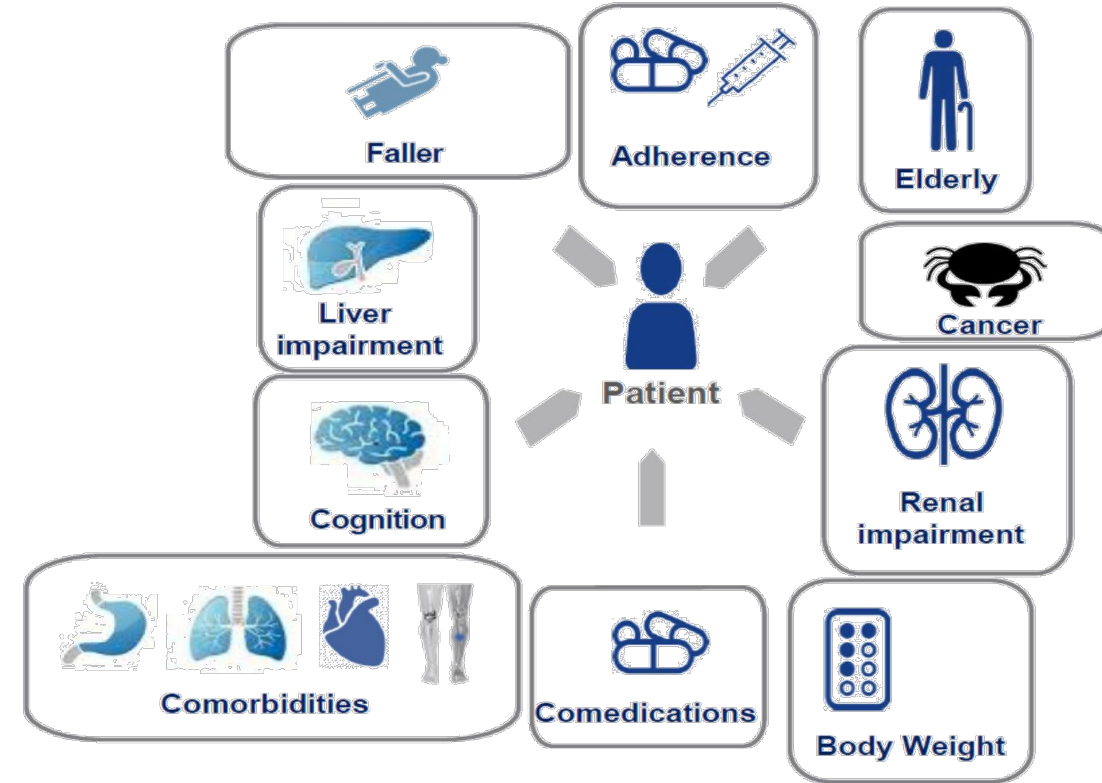 Faller
Adherence
Elderly
Liver
impairment
Cancer
Patient
Cognition
Renal
impairment
Comorbidities
Comedications
Body Weight